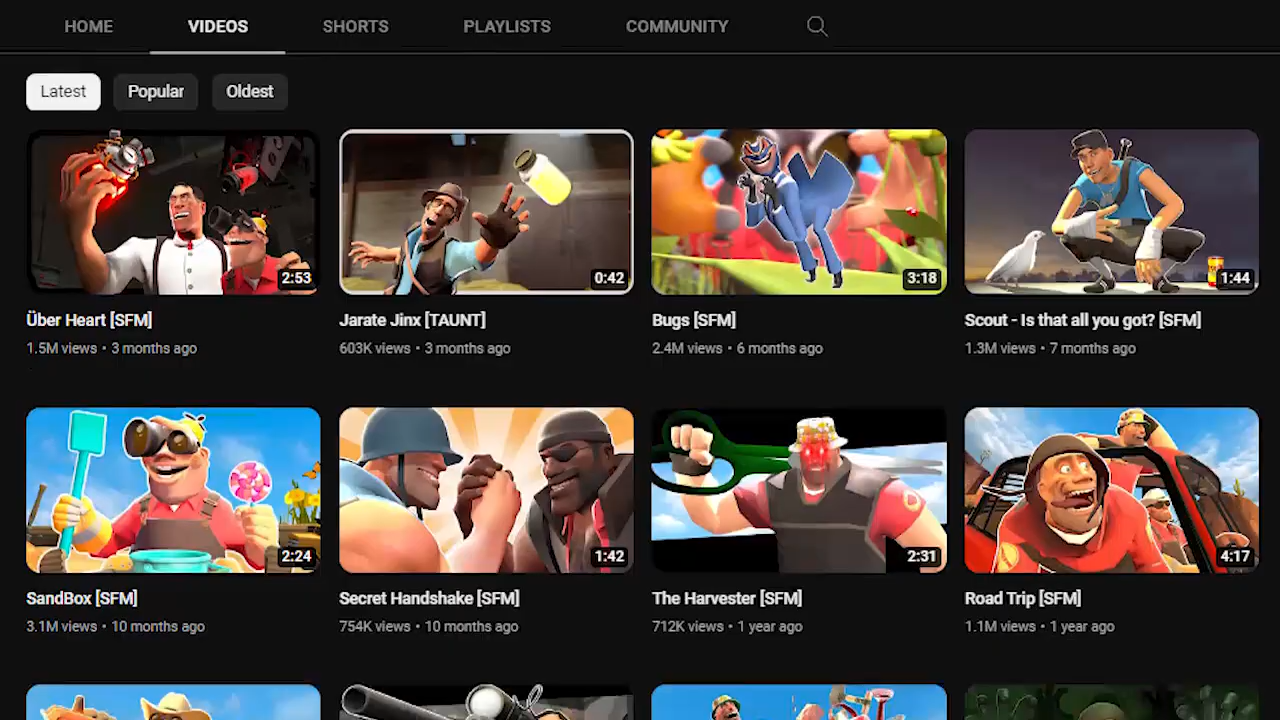 HOME VIDEOS SHORTS PLAYLISTS COMMUNITY
Latest Popular Oldest
2:53 0:42 3:18 1:44
Über Heart [SFM] Jarate Jinx [TAUNT] Bugs [SFM] Scout - Is that all you got? [SFM]
1.5M views • 3 months ago 603K views • 3 months ago 2.4M views • 6 months ago 1.3M views • 7 months ago
2:24 1:42 2:31 4:17
SandBox [SFM] Secret Handshake [SFM] The Harvester [SFM] Road Trip [SFM]
3.1M views • 10 months ago 754K views • 10 months ago 712K views • 1 year ago 1.1M views • 1 year ago